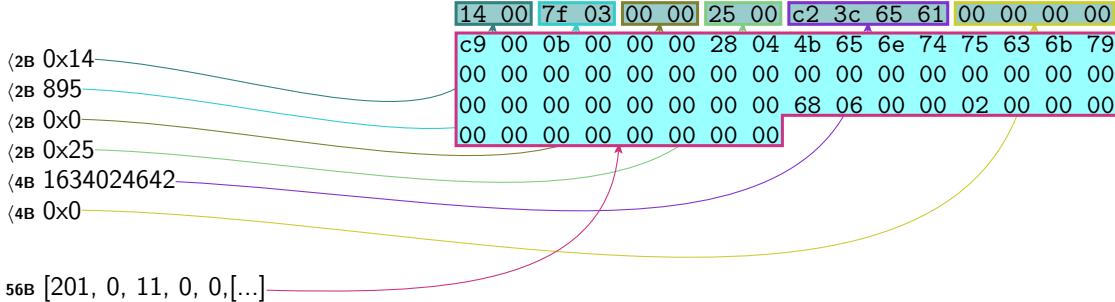 14 00 7f 03 00 00 25 00 c2 3c 65 61 00 00 00 00
c9 00 0b 00 00 00 28 04 4b 65 6e 74 75 63 6b 79
00 00 00 00 00 00 00 00 00 00 00 00 00 00 00 00
00 00 00 00 00 00 00 00 68 06 00 00 02 00 00 00
00 00 00 00 00 00 00 00
⟨2B 0x14
⟨2B 895
⟨2B 0x0
⟨2B 0x25
⟨4B 1634024642
⟨4B 0x0
56B [201, 0, 11, 0, 0,[...]